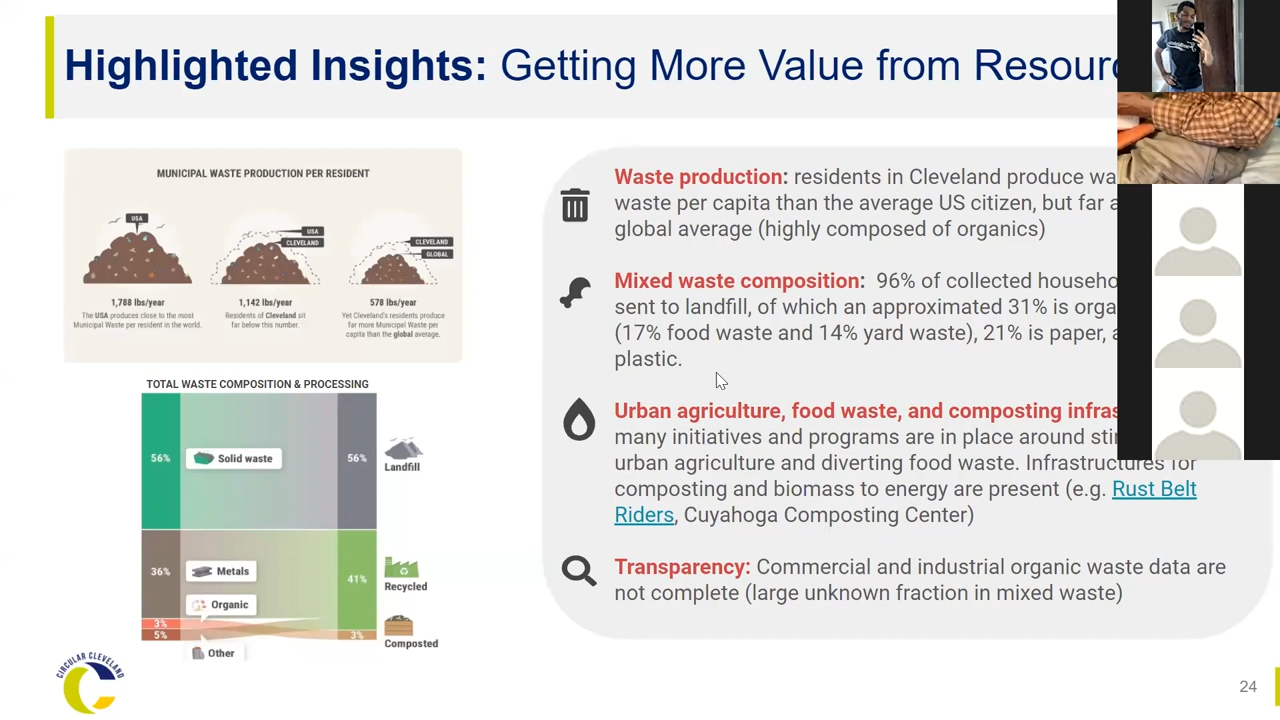 Highlighted Insights: Getting More Value from
MUNICIPAL WASTE PRODUCTION PER RESIDENT
USA
USA
CLEVELAND
CLEVELAND
GLOBAL
1,788 lbs/year
1,142 lbs/year
578 lbs/year
The USA produces close to the most
Municipal Waste per resident in the world.
Residents of Cleveland sit
far below this number.
Yet Cleveland's residents produce
far more Municipal Waste per
capita than the global average.
TOTAL WASTE COMPOSITION & PROCESSING
56%
Solid waste
56%
Landfill
36%
Metals
41%
Recycled
Organic
3%
5%
3%
Composted
Other
CIRCULAR CLEVELAND
Waste production: residents in Cleveland produce
waste per capita than the average US citizen, but far
global average (highly composed of organics)
Mixed waste composition: 96% of collected
sent to landfill, of which an approximated 31% is
(17% food waste and 14% yard waste), 21% is paper,
plastic.
Urban agriculture, food waste, and composting
many initiatives and programs are in place around
urban agriculture and diverting food waste. Infrastructures for
composting and biomass to energy are present (e.g. Rust Belt
Riders, Cuyahoga Composting Center)
Transparency: Commercial and industrial organic waste data are
not complete (large unknown fraction in mixed waste)
24